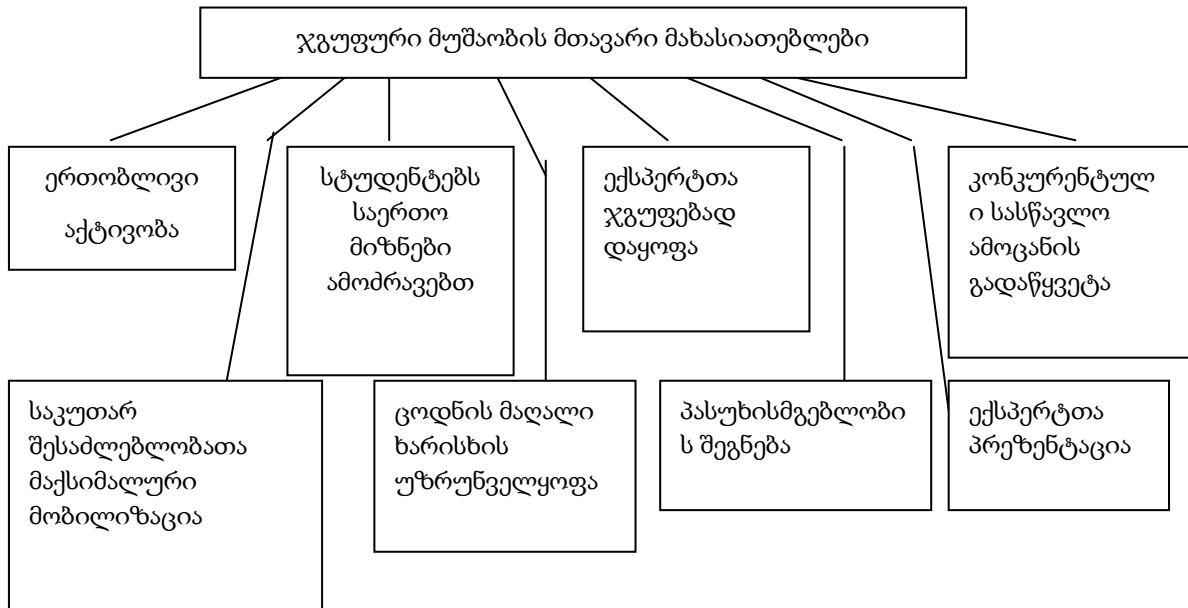 ჯგუფური მუშაობის მთავარი მახასიათებლები
ერთობლივი
აქტივობა
სტუდენტებს
საერთო
მიზნები
ამოძრავებთ
ექსპერტთა
ჯგუფებად
დაყოფა
კონკურენტულ
ი სასწავლო
ამოცანის
გადაწყვეტა
საკუთარ
შესაძლებლობათა
მაქსიმალური
მობილიზაცია
ცოდნის მაღალი
ხარისხის
უზრუნველყოფა
პასუხისმგებლობი
ს შეგნება
ექსპერტთა
პრეზენტაცია